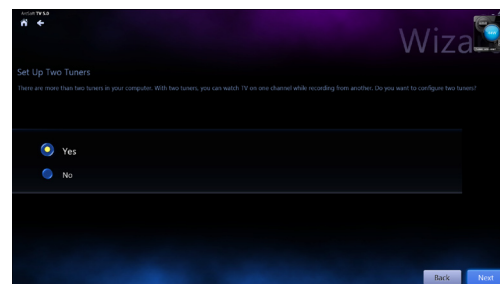 ArcSoft TV 5.0
Wiza
Set Up Two Tuners
There are more than two tuners in your computer. With two tuners, you can watch TV on one channel while recording from another. Do you want to configure two tuners?
Yes
No
Back
Next